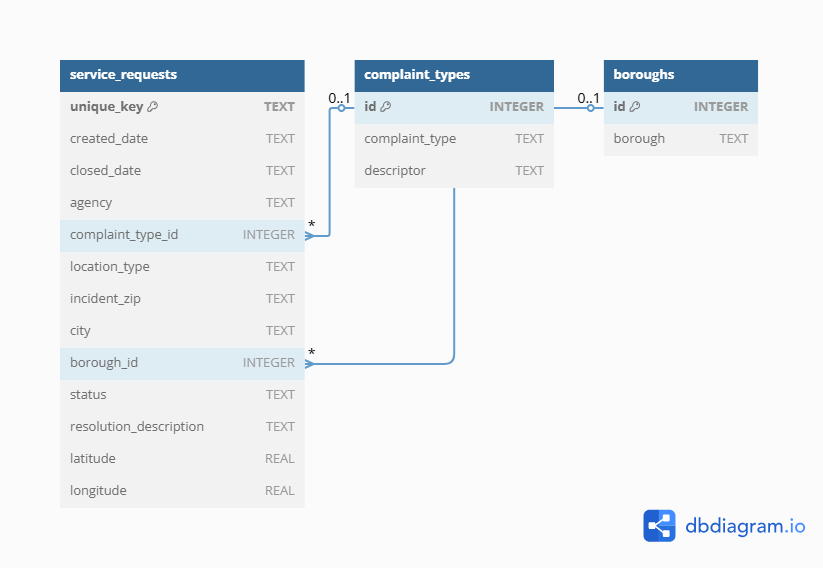 service_requests
unique_key TEXT
created_date TEXT
closed_date TEXT
agency TEXT
complaint_type_id INTEGER
location_type TEXT
incident_zip TEXT
city TEXT
borough_id INTEGER
status TEXT
resolution_description TEXT
latitude REAL
longitude REAL
*
*
0..1
complaint_types
id INTEGER
complaint_type TEXT
descriptor TEXT
0..1
boroughs
id INTEGER
borough TEXT
dbdiagram.io